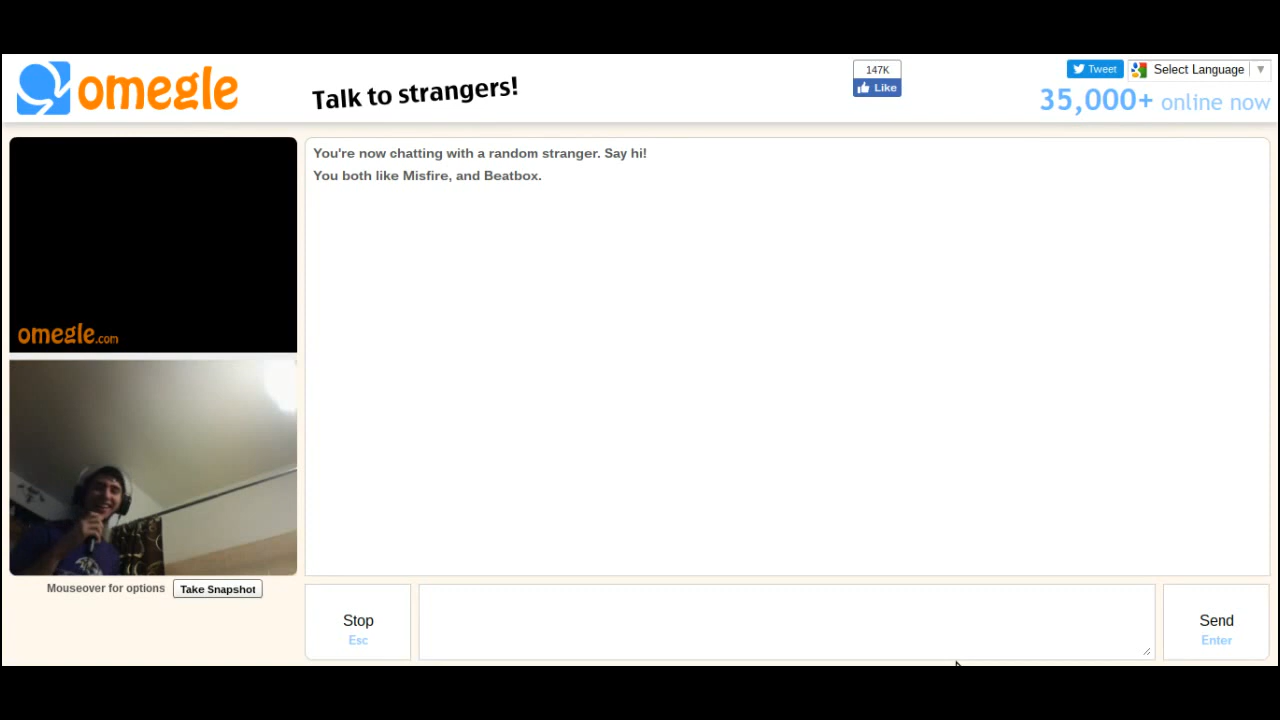 omegle
Talk to strangers!
147K
Like
Tweet
Select Language
35,000+ online now
omegle.com
You're now chatting with a random stranger. Say hi!
You both like Misfire, and Beatbox.
Mouseover for options
Take Snapshot
Stop
Esc
Send
Enter